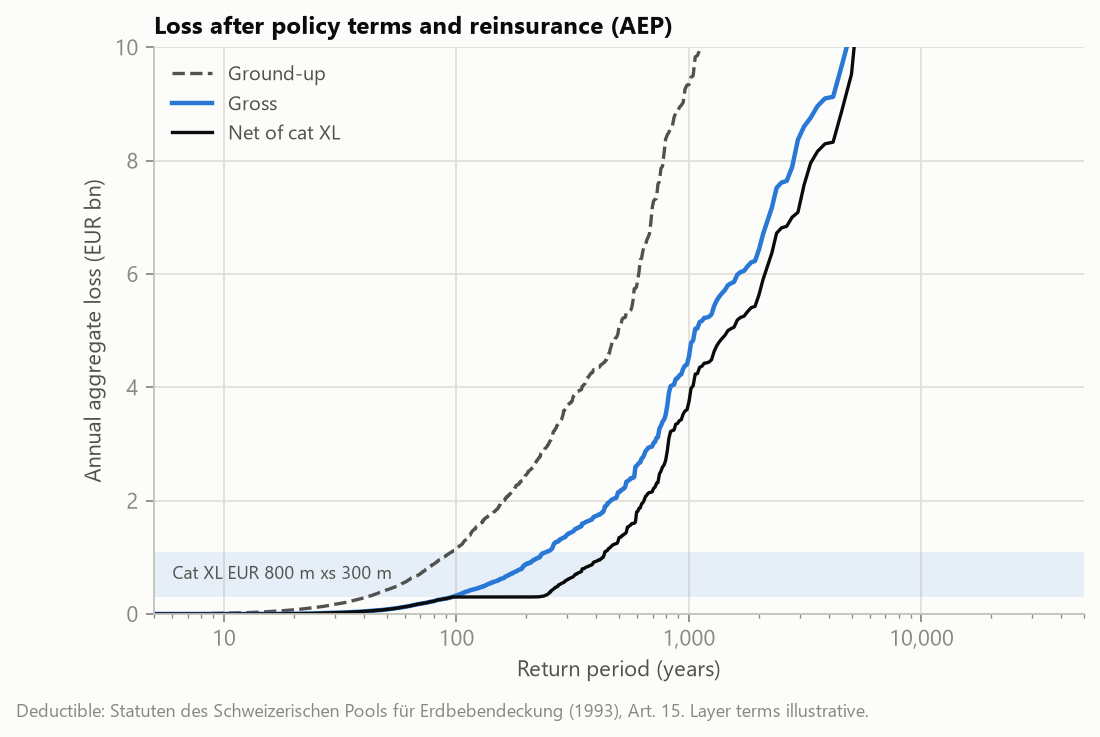 Loss after policy terms and reinsurance (AEP)
Annual aggregate loss (EUR bn)
10
8
6
4
2
0
Ground-up
Gross
Net of cat XL
Cat XL EUR 800 m xs 300 m
10
100
1,000
10,000
Return period (years)
Deductible: Statuten des Schweizerischen Pools für Erdbebendeckung (1993), Art. 15. Layer terms illustrative.